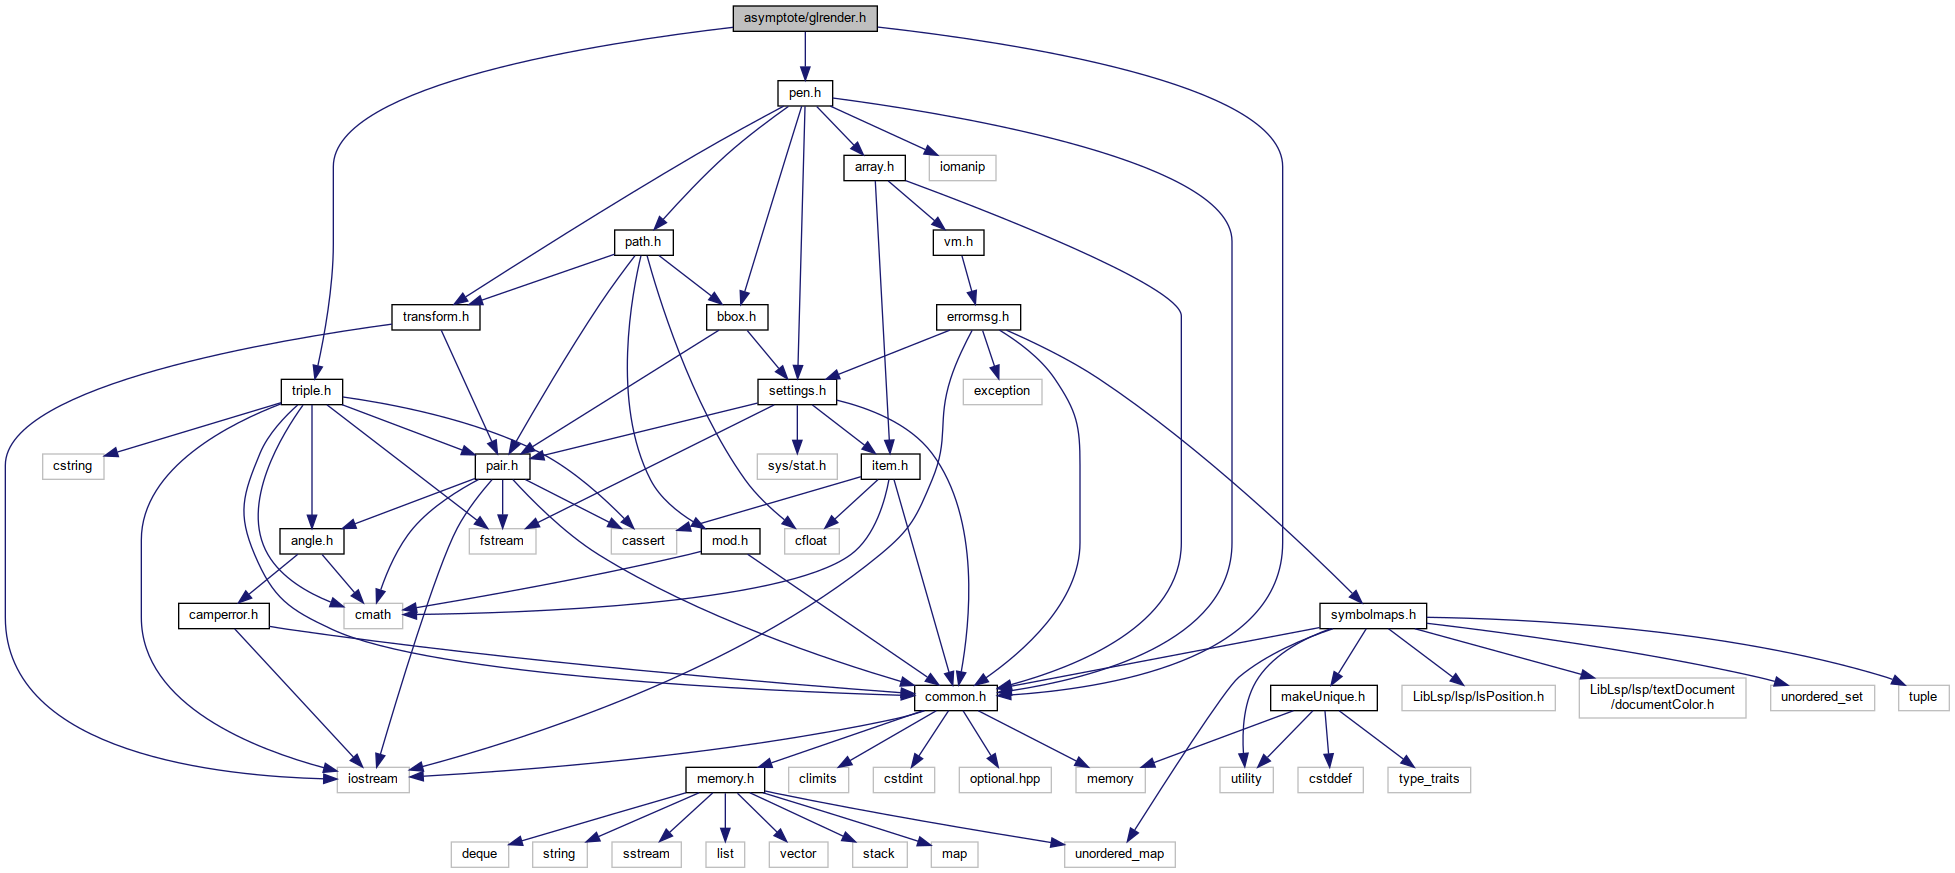 asymptote/glrender.h
pen.h
array.h
iomanip
path.h
vm.h
transform.h
bbox.h
errormsg.h
triple.h
settings.h
exception
cstring
pair.h
sys/stat.h
item.h
angle.h
fstream
cassert
mod.h
cfloat
camperror.h
cmath
symbolmaps.h
common.h
makeUnique.h
LibLsp/lsp/lsPosition.h
LibLsp/lsp/textDocument
/documentColor.h
unordered_set
tuple
iostream
memory.h
climits
cstdint
optional.hpp
memory
utility
cstddef
type_traits
deque
string
sstream
list
vector
stack
map
unordered_map